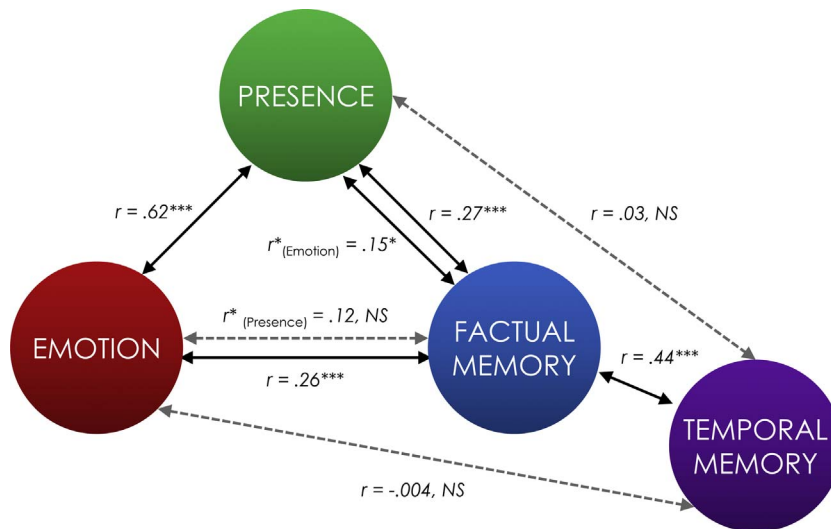 PRESENCE
r = .62***
r = .27***
r = .03, NS
r*(Emotion) = .15*
r* (Presence) = .12, NS
EMOTION
FACTUAL
MEMORY
r = .26***
r = .44***
TEMPORAL
MEMORY
r = -.004, NS